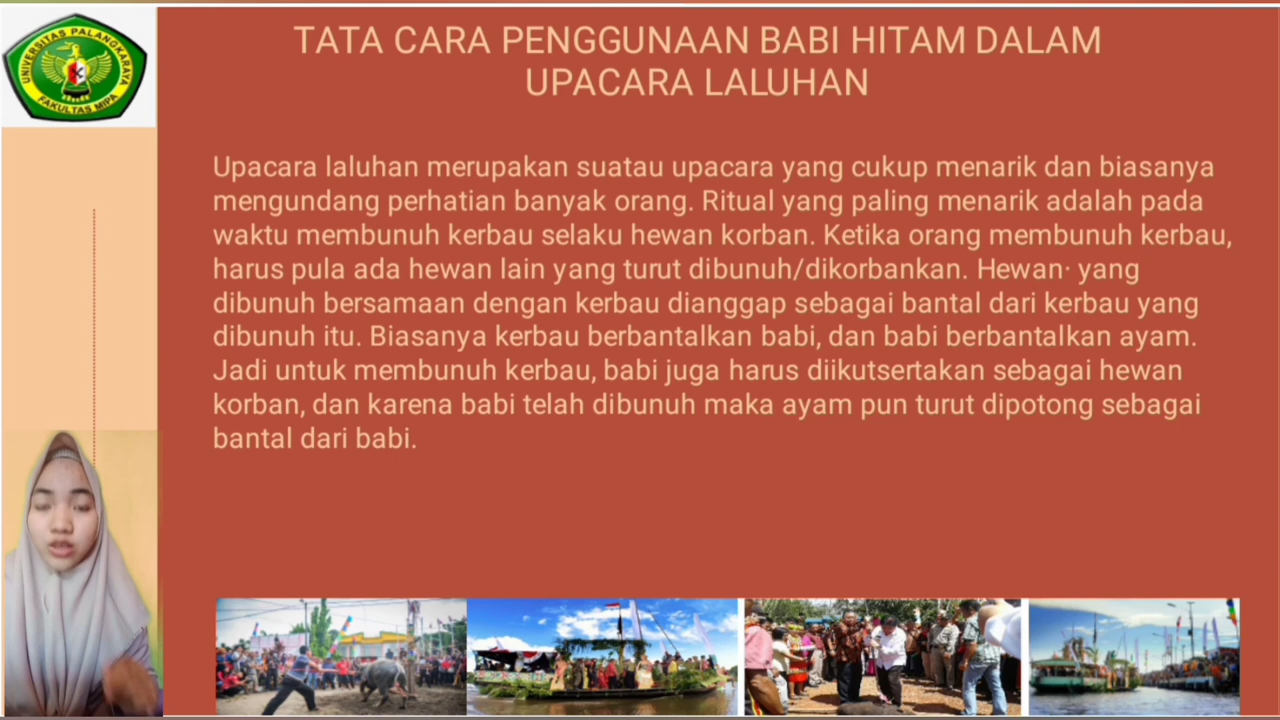 UNIVERSITAS PALANGKARAYA
FAKULTAS MIPA
TATA CARA PENGGUNAAN BABI HITAM DALAM
UPACARA LALUHAN
Upacara laluhan merupakan suatau upacara yang cukup menarik dan biasanya
mengundang perhatian banyak orang. Ritual yang paling menarik adalah pada
waktu membunuh kerbau selaku hewan korban. Ketika orang membunuh kerbau,
harus pula ada hewan lain yang turut dibunuh/dikorbankan. Hewan· yang
dibunuh bersamaan dengan kerbau dianggap sebagai bantal dari kerbau yang
dibunuh itu. Biasanya kerbau berbantalkan babi, dan babi berbantalkan ayam.
Jadi untuk membunuh kerbau, babi juga harus diikutsertakan sebagai hewan
korban, dan karena babi telah dibunuh maka ayam pun turut dipotong sebagai
bantal dari babi.